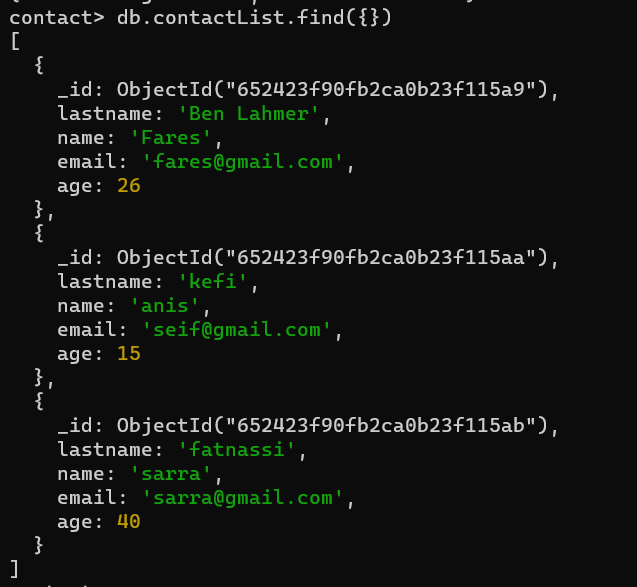 contact> db.contactList.find({})
[
  {
    _id: ObjectId("652423f90fb2ca0b23f115a9"),
    lastname: 'Ben Lahmer',
    name: 'Fares',
    email: 'fares@gmail.com',
    age: 26
  },
  {
    _id: ObjectId("652423f90fb2ca0b23f115aa"),
    lastname: 'kefi',
    name: 'anis',
    email: 'seif@gmail.com',
    age: 15
  },
  {
    _id: ObjectId("652423f90fb2ca0b23f115ab"),
    lastname: 'fatnassi',
    name: 'sarra',
    email: 'sarra@gmail.com',
    age: 40
  }
]